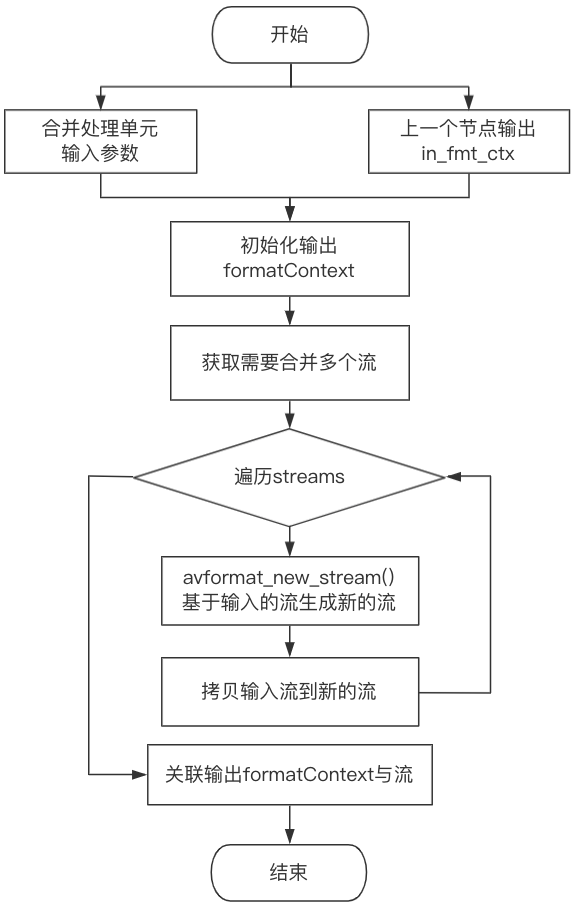 开始
合并处理单元
输入参数
上一个节点输出
in_fmt_ctx
初始化输出
formatContext
获取需要合并多个流
遍历streams
avformat_new_stream()
基于输入的流生成新的流
拷贝输入流到新的流
关联输出formatContext与流
结束